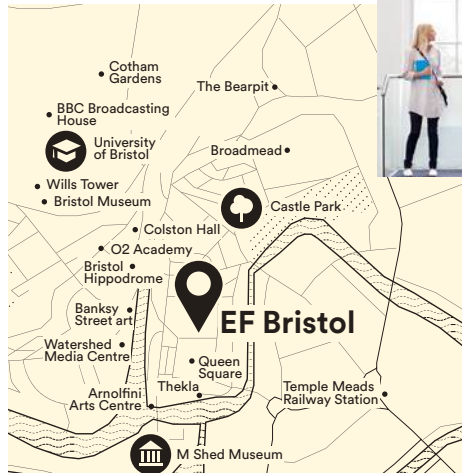 Cotham
Gardens
The Bearpit
BBC Broadcasting
House
University
of Bristol
Broadmead
Wills Tower
Bristol Museum
Castle Park
Colston Hall
O2 Academy
Bristol
Hippodrome
Banksy
Street art
EF Bristol
Watershed
Media Centre
Queen
Square
Thekla
Arnolfini
Arts Centre
Temple Meads
Railway Station
M Shed Museum